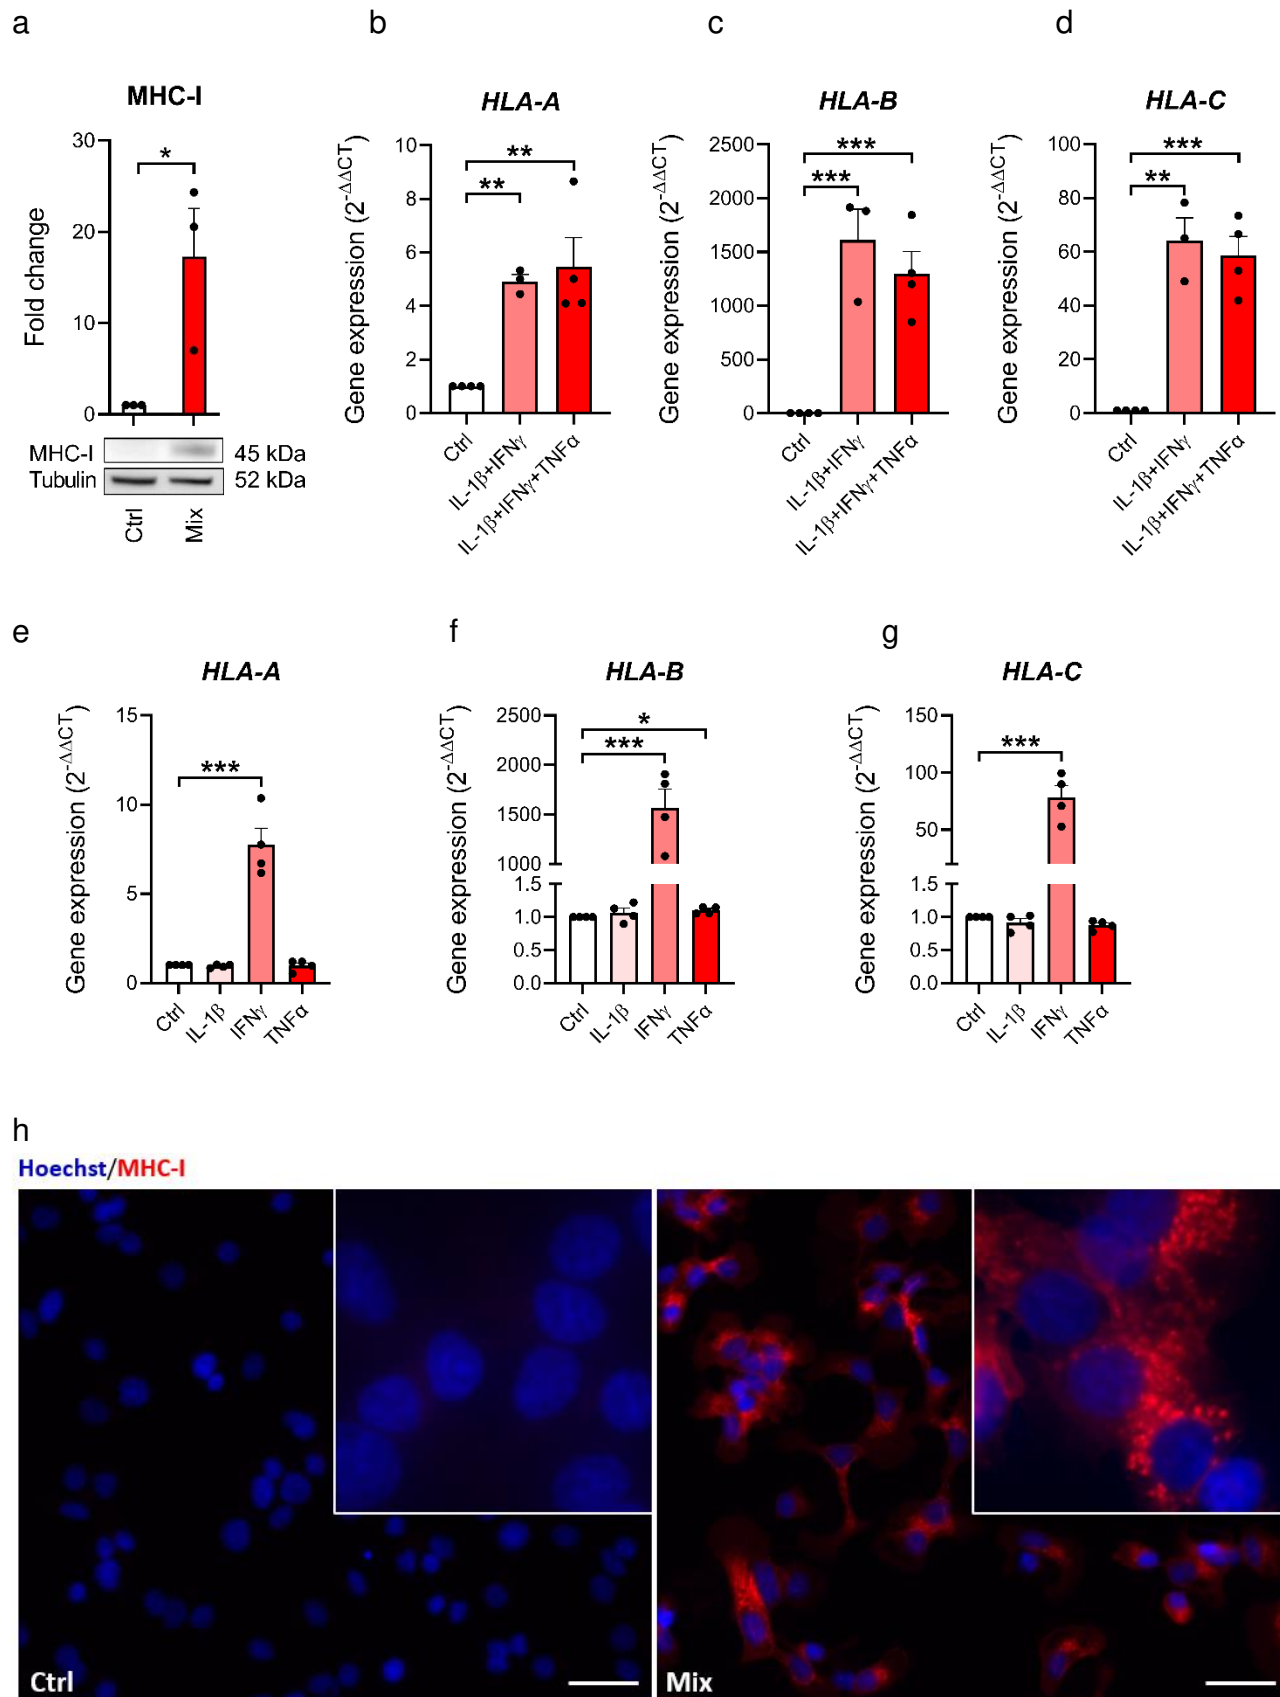 a
b
c
d
MHC-I
HLA-A
HLA-B
HLA-C
Fold change
30
20
10
0
*
MHC-I
45 kDa
Tubulin
52 kDa
Ctrl
Mix
Gene expression (2^-ΔΔCT)
10
8
6
4
2
0
**
**
Ctrl
IL-1β+IFNγ
IL-1β+IFNγ+TNFα
Gene expression (2^-ΔΔCT)
2500
2000
1500
1000
500
0
***
***
Ctrl
IL-1β+IFNγ
IL-1β+IFNγ+TNFα
Gene expression (2^-ΔΔCT)
100
80
60
40
20
0
***
**
Ctrl
IL-1β+IFNγ
IL-1β+IFNγ+TNFα
e
f
g
HLA-A
HLA-B
HLA-C
Gene expression (2^-ΔΔCT)
15
10
5
0
***
Ctrl
IL-1β
IFNγ
TNFα
Gene expression (2^-ΔΔCT)
2500
2000
1500
1000
1.5
1.0
0.5
0.0
*
***
Ctrl
IL-1β
IFNγ
TNFα
Gene expression (2^-ΔΔCT)
150
100
50
1.5
1.0
0.5
0.0
***
Ctrl
IL-1β
IFNγ
TNFα
h
Hoechst/MHC-I
Ctrl
Mix